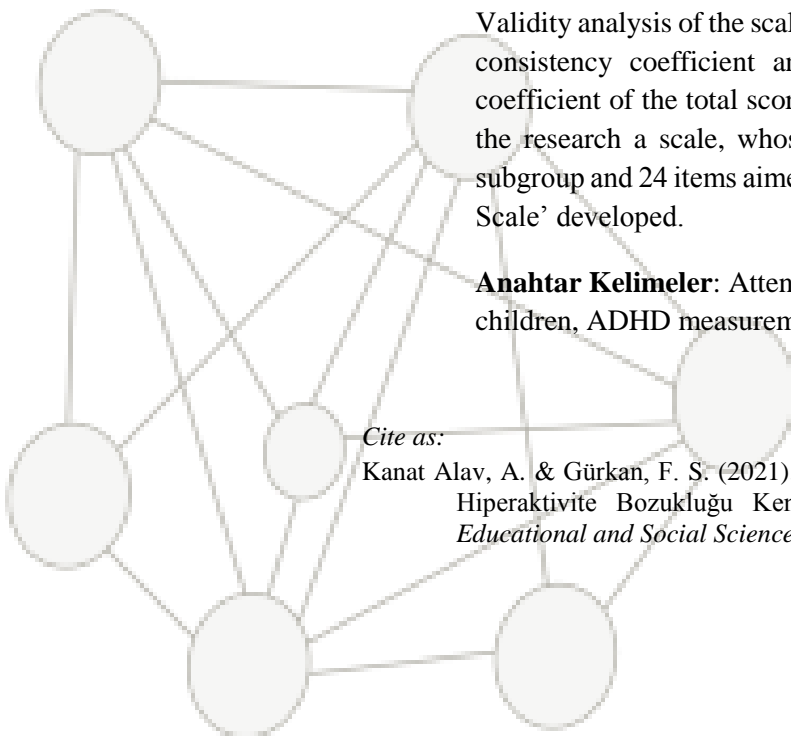 Validity analysis of the scal
consistency coefficient an
coefficient of the total scor
the research a scale, whos
subgroup and 24 items aime
Scale’ developed.
Anahtar Kelimeler: Atten
children, ADHD measurem
Cite as:
Kanat Alav, A. & Gürkan, F. S. (2021)
Hiperaktivite Bozukluğu Ken
Educational and Social Science